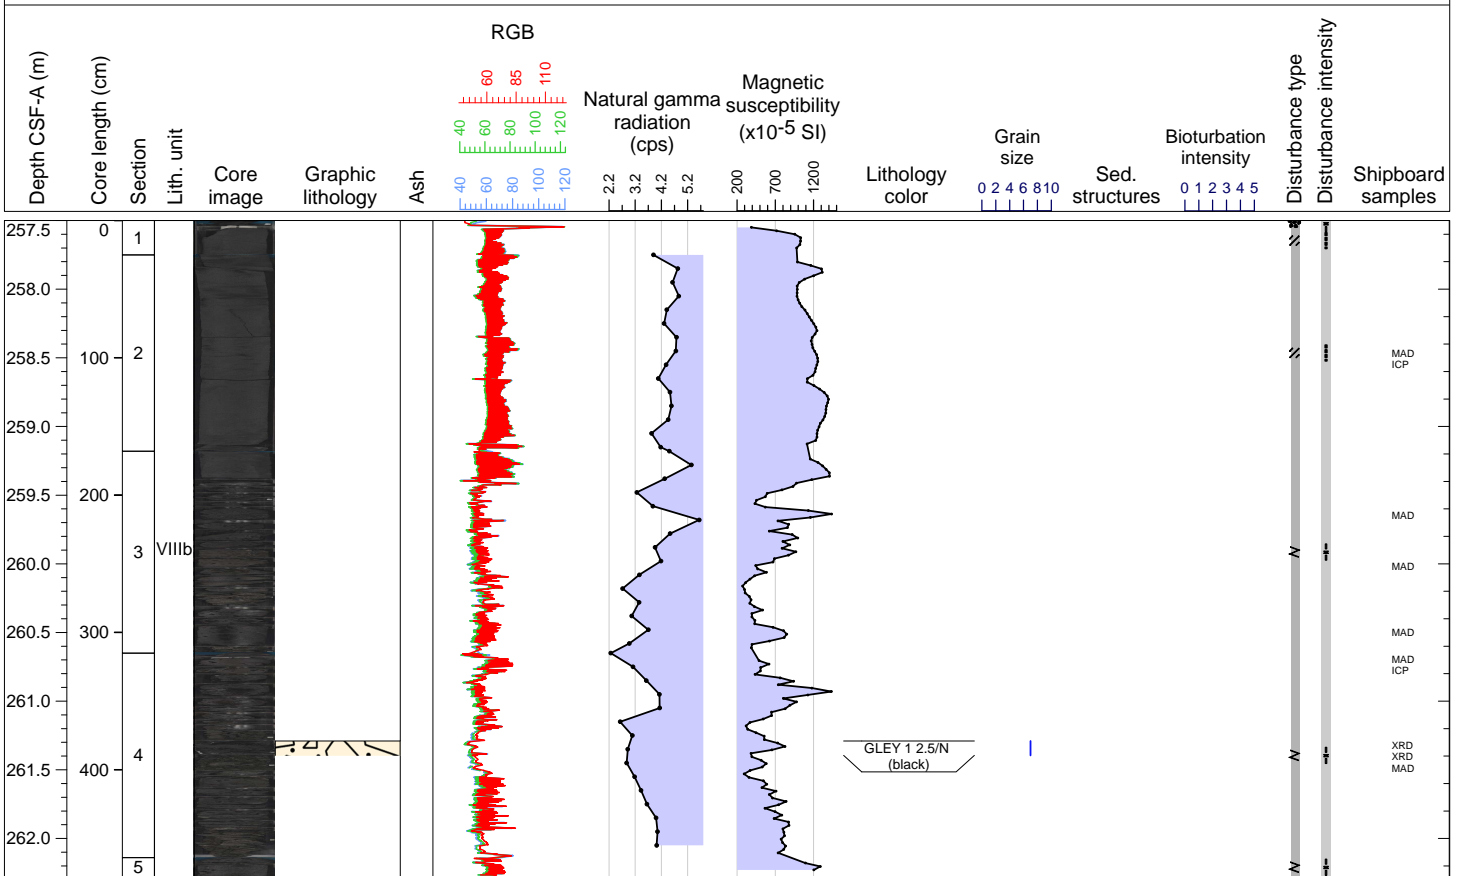 RGB
60 85 110
40 60 80 100 120
40 60 80 100 120
Depth CSF-A (m)
Core length (cm)
Section
Lith. unit
Core
image
Graphic
lithology
Ash
Natural gamma
radiation
(cps)
2.2 3.2 4.2 5.2
Magnetic
susceptibility
(x10-5 SI)
200 700 1200
Lithology
color
Grain
size
0 2 4 6 8 10
Sed.
structures
Bioturbation
intensity
0 1 2 3 4 5
Disturbance type
Disturbance intensity
Shipboard
samples
257.5
258.0
258.5
259.0
259.5
260.0
260.5
261.0
261.5
262.0
0
100
200
300
400
1
2
3
4
5
VIIIb
GLEY 1 2.5/N
(black)
MAD
ICP
MAD
MAD
MAD
MAD
ICP
XRD
XRD
MAD